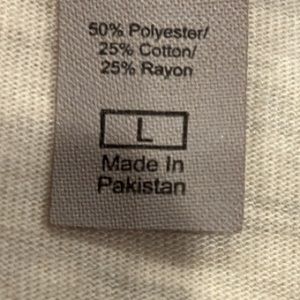 50% Polyester/
25% Cotton/
25% Rayon
L
Made In
Pakistan